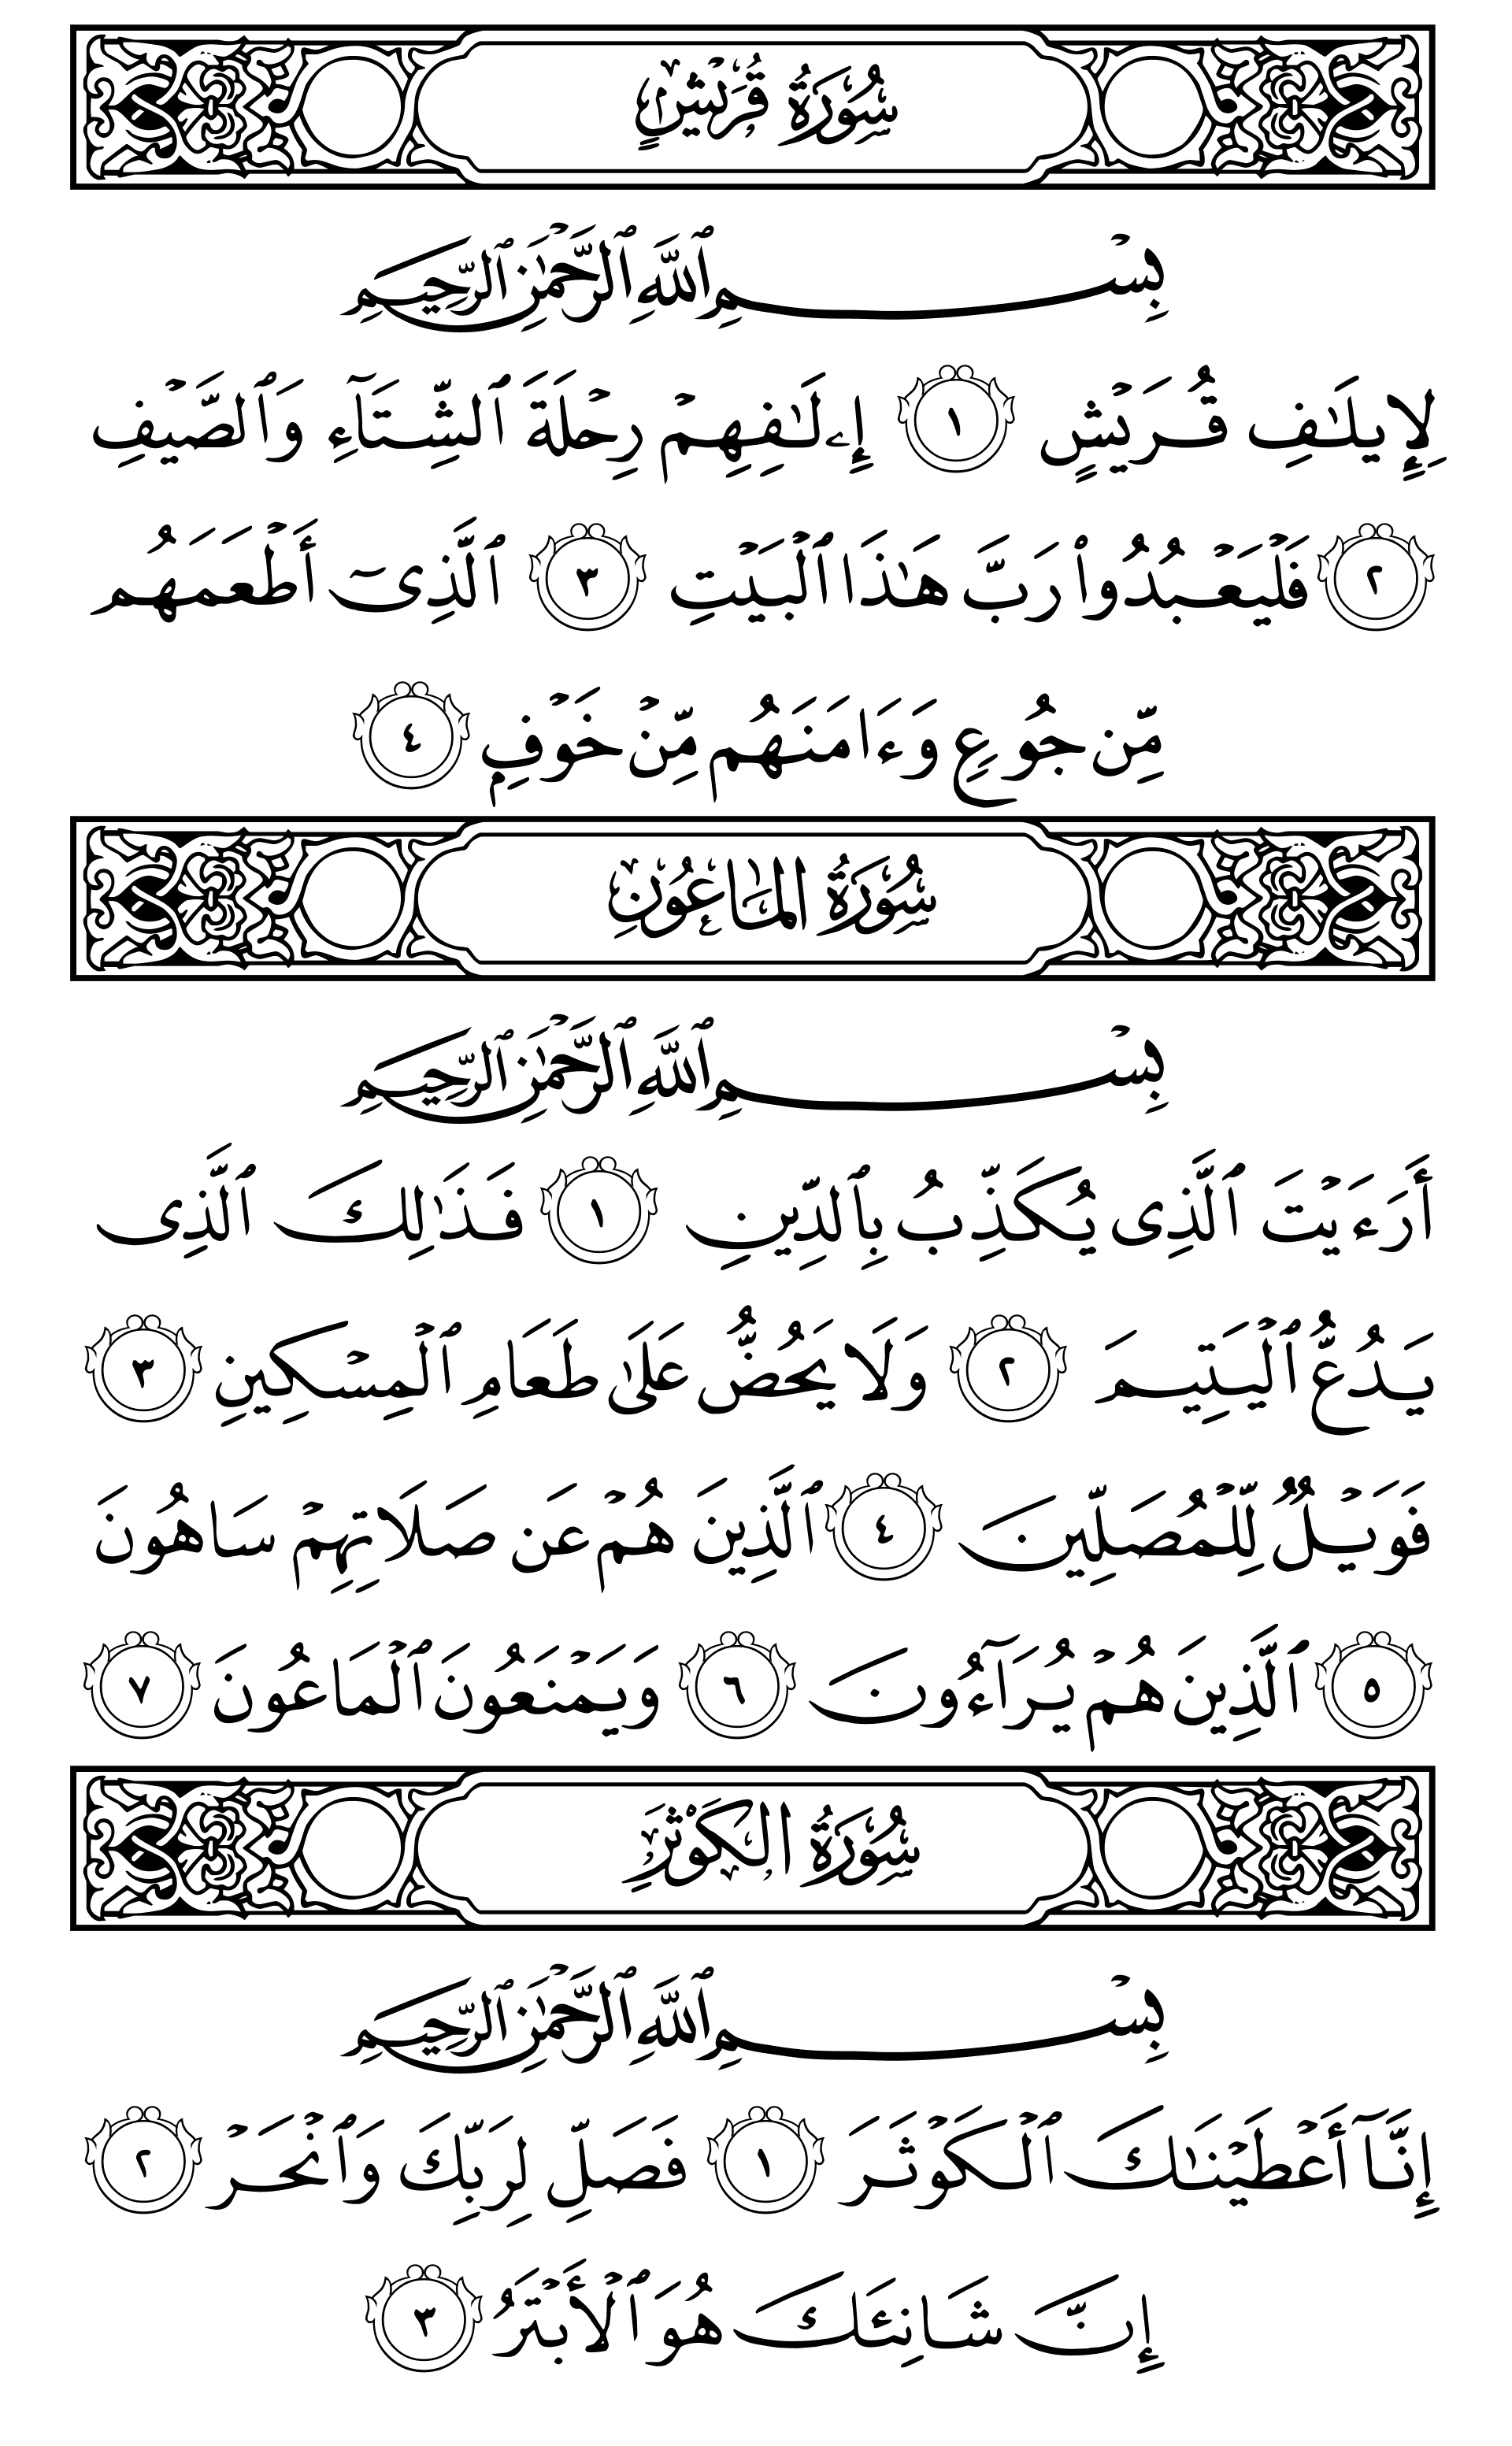 سُورَةُ قُرَيْشٍ
بِسْمِ ٱللَّهِ ٱلرَّحْمَٰنِ ٱلرَّحِيمِ
لِإِيلَٰفِ قُرَيْشٍ ١ إِۦلَٰفِهِمْ رِحْلَةَ ٱلشِّتَآءِ وَٱلصَّيْفِ
٢ فَلْيَعْبُدُوا۟ رَبَّ هَٰذَا ٱلْبَيْتِ ٣ ٱلَّذِىٓ أَطْعَمَهُم
مِّن جُوعٍ وَءَامَنَهُم مِّنْ خَوْفٍۭ ٤
سُورَةُ المَاعُونِ
بِسْمِ ٱللَّهِ ٱلرَّحْمَٰنِ ٱلرَّحِيمِ
أَرَءَيْتَ ٱلَّذِى يُكَذِّبُ بِٱلدِّينِ ١ فَذَٰلِكَ ٱلَّذِى
يَدُعُّ ٱلْيَتِيمَ ٢ وَلَا يَحُضُّ عَلَىٰ طَعَامِ ٱلْمِسْكِينِ ٣
فَوَيْلٌ لِّلْمُصَلِّينَ ٤ ٱلَّذِينَ هُمْ عَن صَلَاتِهِمْ سَاهُونَ
٥ ٱلَّذِينَ هُمْ يُرَآءُونَ ٦ وَيَمْنَعُونَ ٱلْمَاعُونَ ٧
سُورَةُ الكَوْثَرِ
بِسْمِ ٱللَّهِ ٱلرَّحْمَٰنِ ٱلرَّحِيمِ
إِنَّآ أَعْطَيْنَٰكَ ٱلْكَوْثَرَ ١ فَصَلِّ لِرَبِّكَ وَٱنْحَرْ ٢
إِنَّ شَانِئَكَ هُوَ ٱلْأَبْتَرُ ٣